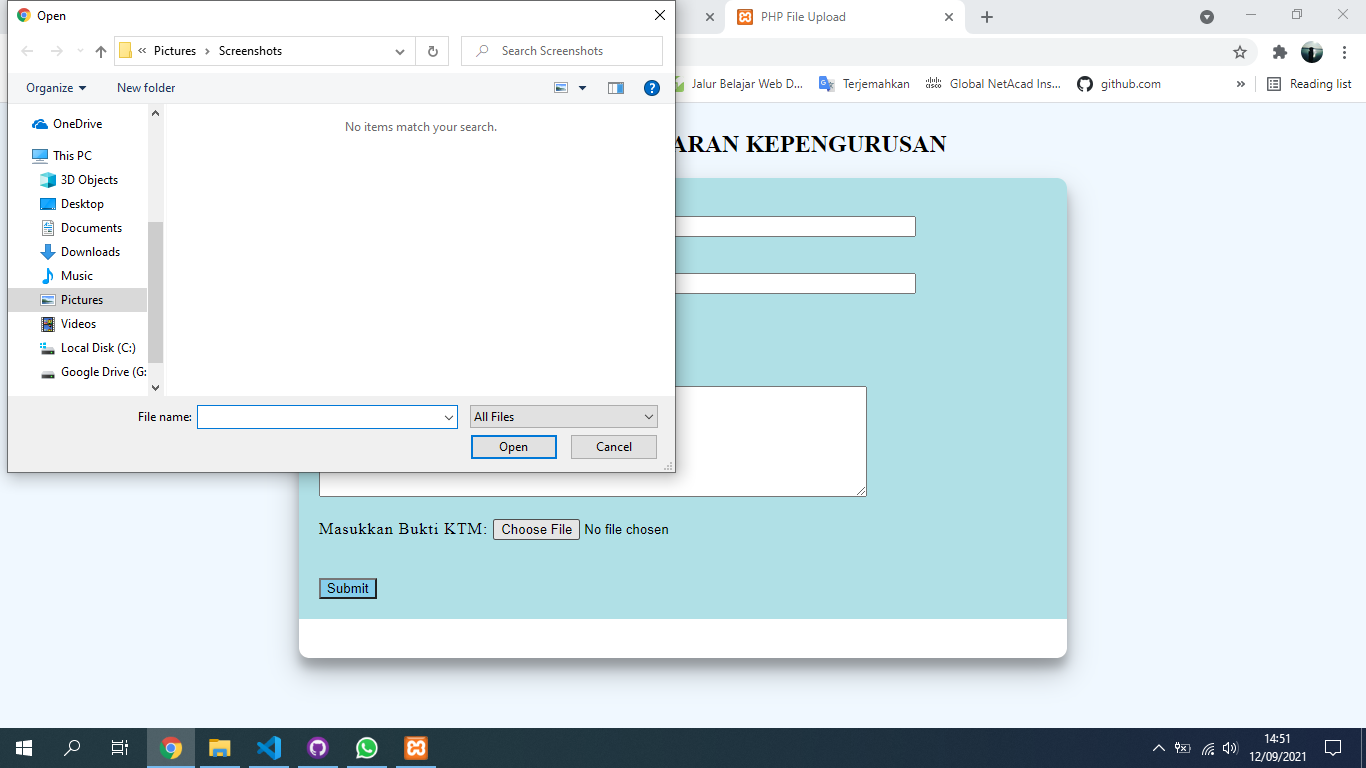 Open
PHP File Upload
Pictures
Screenshots
Search Screenshots
Organize
New folder
Jalur Belajar Web D...
Terjemahkan
Global NetAcad Ins...
github.com
Reading list
OneDrive
This PC
3D Objects
Desktop
Documents
Downloads
Music
Pictures
Videos
Local Disk (C:)
Google Drive (G:
No items match your search.
File name:
All Files
Open
Cancel
ARAN KEPENGURUSAN
Masukkan Bukti KTM: Choose File No file chosen
Submit
14:51
12/09/2021